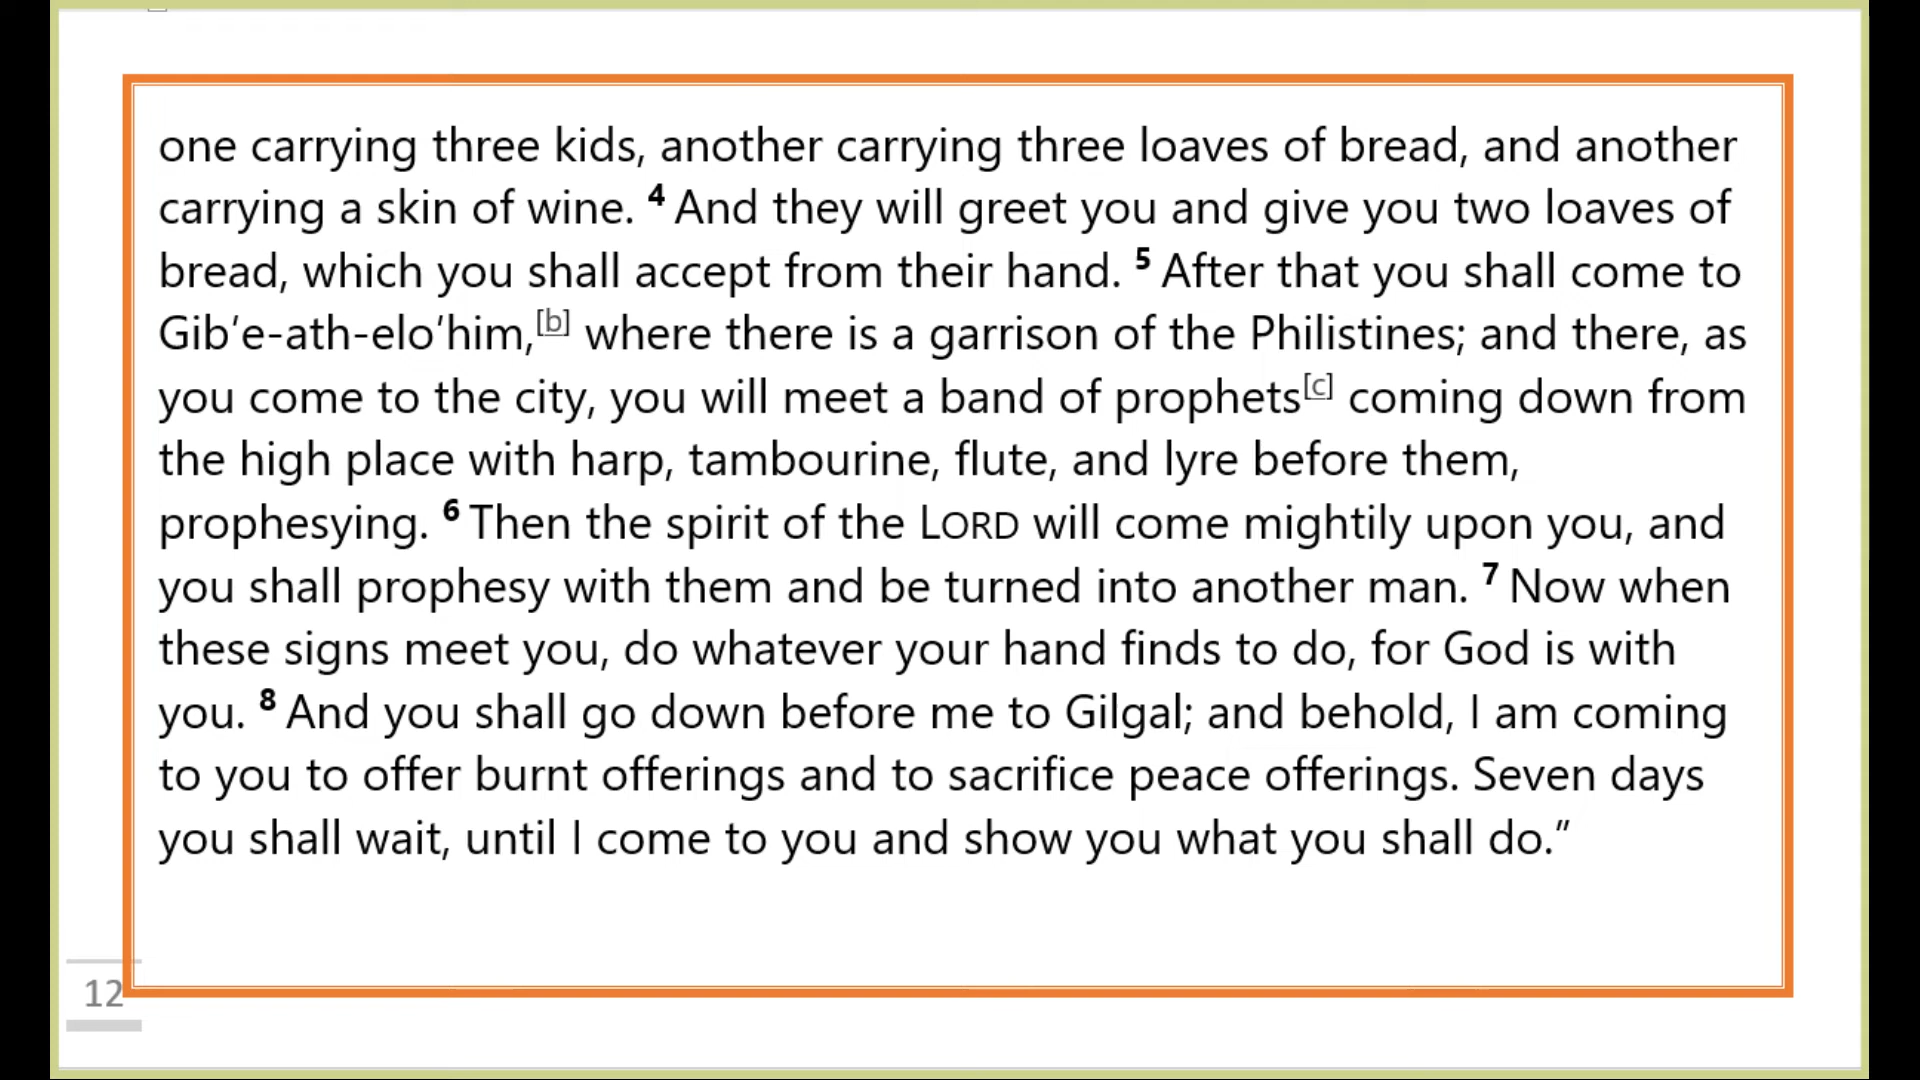 one carrying three kids, another carrying three loaves of bread, and another
carrying a skin of wine. 4 And they will greet you and give you two loaves of
bread, which you shall accept from their hand. 5 After that you shall come to
Gib′e-ath-elo′him,[b] where there is a garrison of the Philistines; and there, as
you come to the city, you will meet a band of prophets[c] coming down from
the high place with harp, tambourine, flute, and lyre before them,
prophesying. 6 Then the spirit of the LORD will come mightily upon you, and
you shall prophesy with them and be turned into another man. 7 Now when
these signs meet you, do whatever your hand finds to do, for God is with
you. 8 And you shall go down before me to Gilgal; and behold, I am coming
to you to offer burnt offerings and to sacrifice peace offerings. Seven days
you shall wait, until I come to you and show you what you shall do.”
12